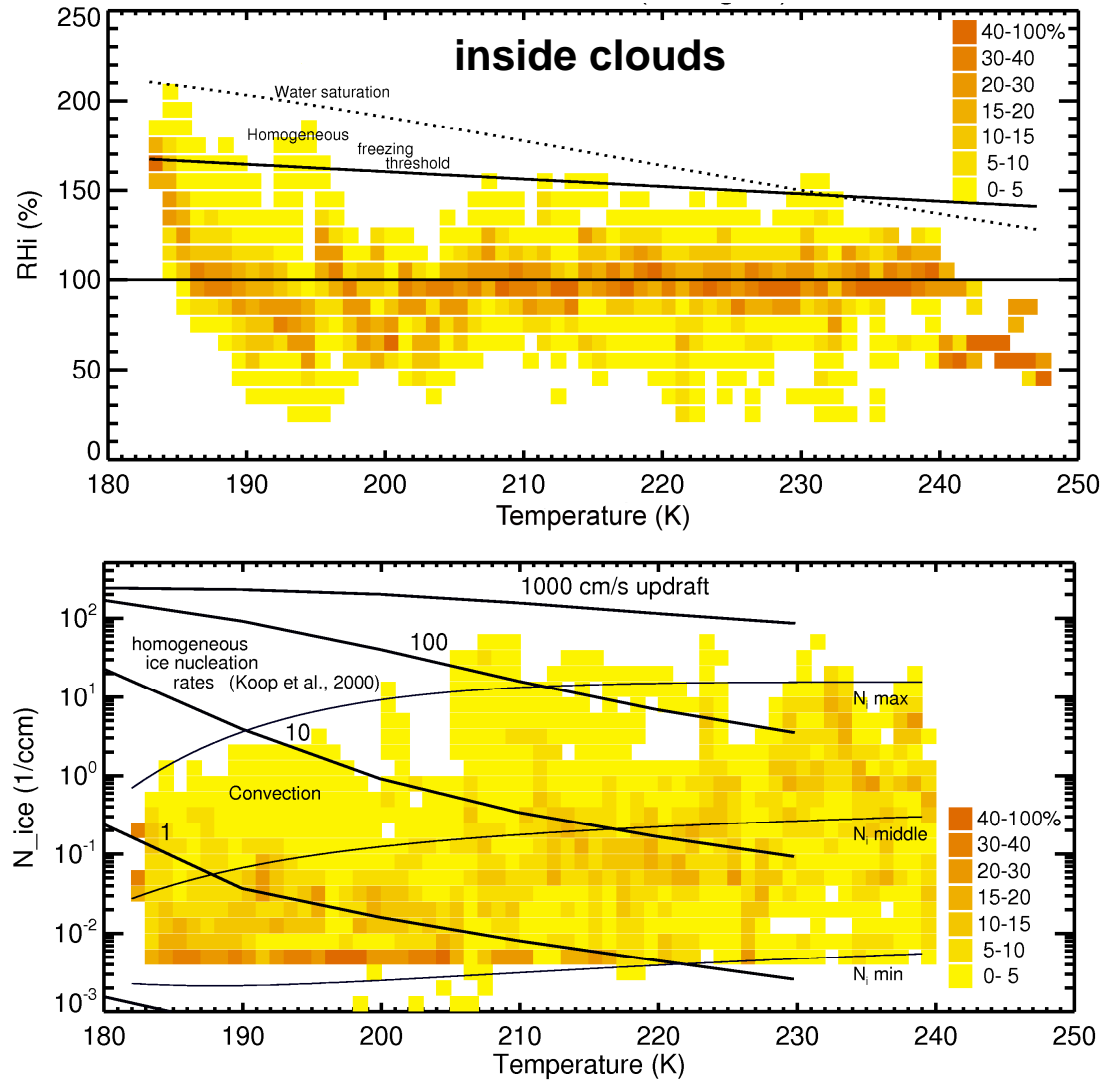 inside clouds
250
200
150
100
50
0
RHi (%)
Water saturation
Homogeneous
freezing
threshold
40-100%
30-40
20-30
15-20
10-15
5-10
0- 5
180 190 200 210 220 230 240 250
Temperature (K)
1000 cm/s updraft
100
10
1
homogeneous
ice nucleation
rates (Koop et al., 2000)
Convection
N_i max
N_i middle
N_i min
10^2
10^1
10^0
10^-1
10^-2
10^-3
N_ice (1/ccm)
40-100%
30-40
20-30
15-20
10-15
5-10
0- 5
180 190 200 210 220 230 240 250
Temperature (K)